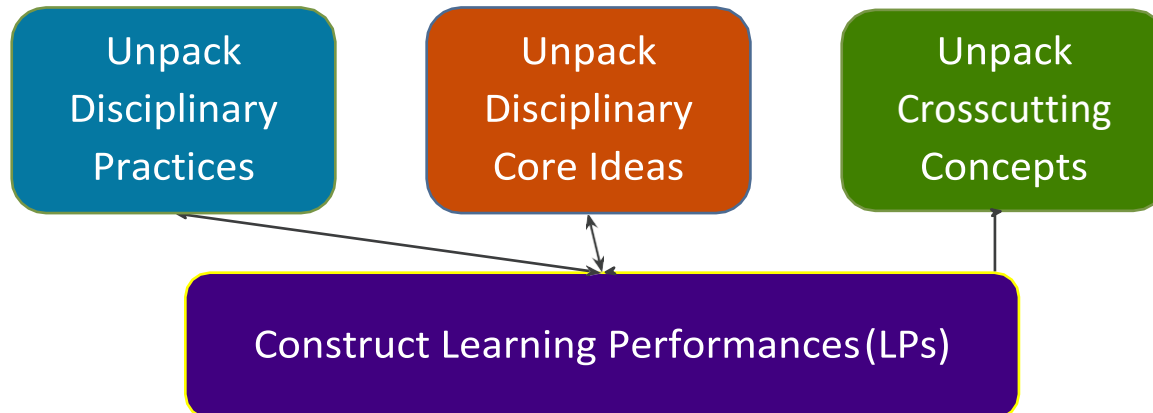 Unpack
Disciplinary
Practices
Unpack
Disciplinary
Core Ideas
Unpack
Crosscutting
Concepts
Construct Learning Performances (LPs)